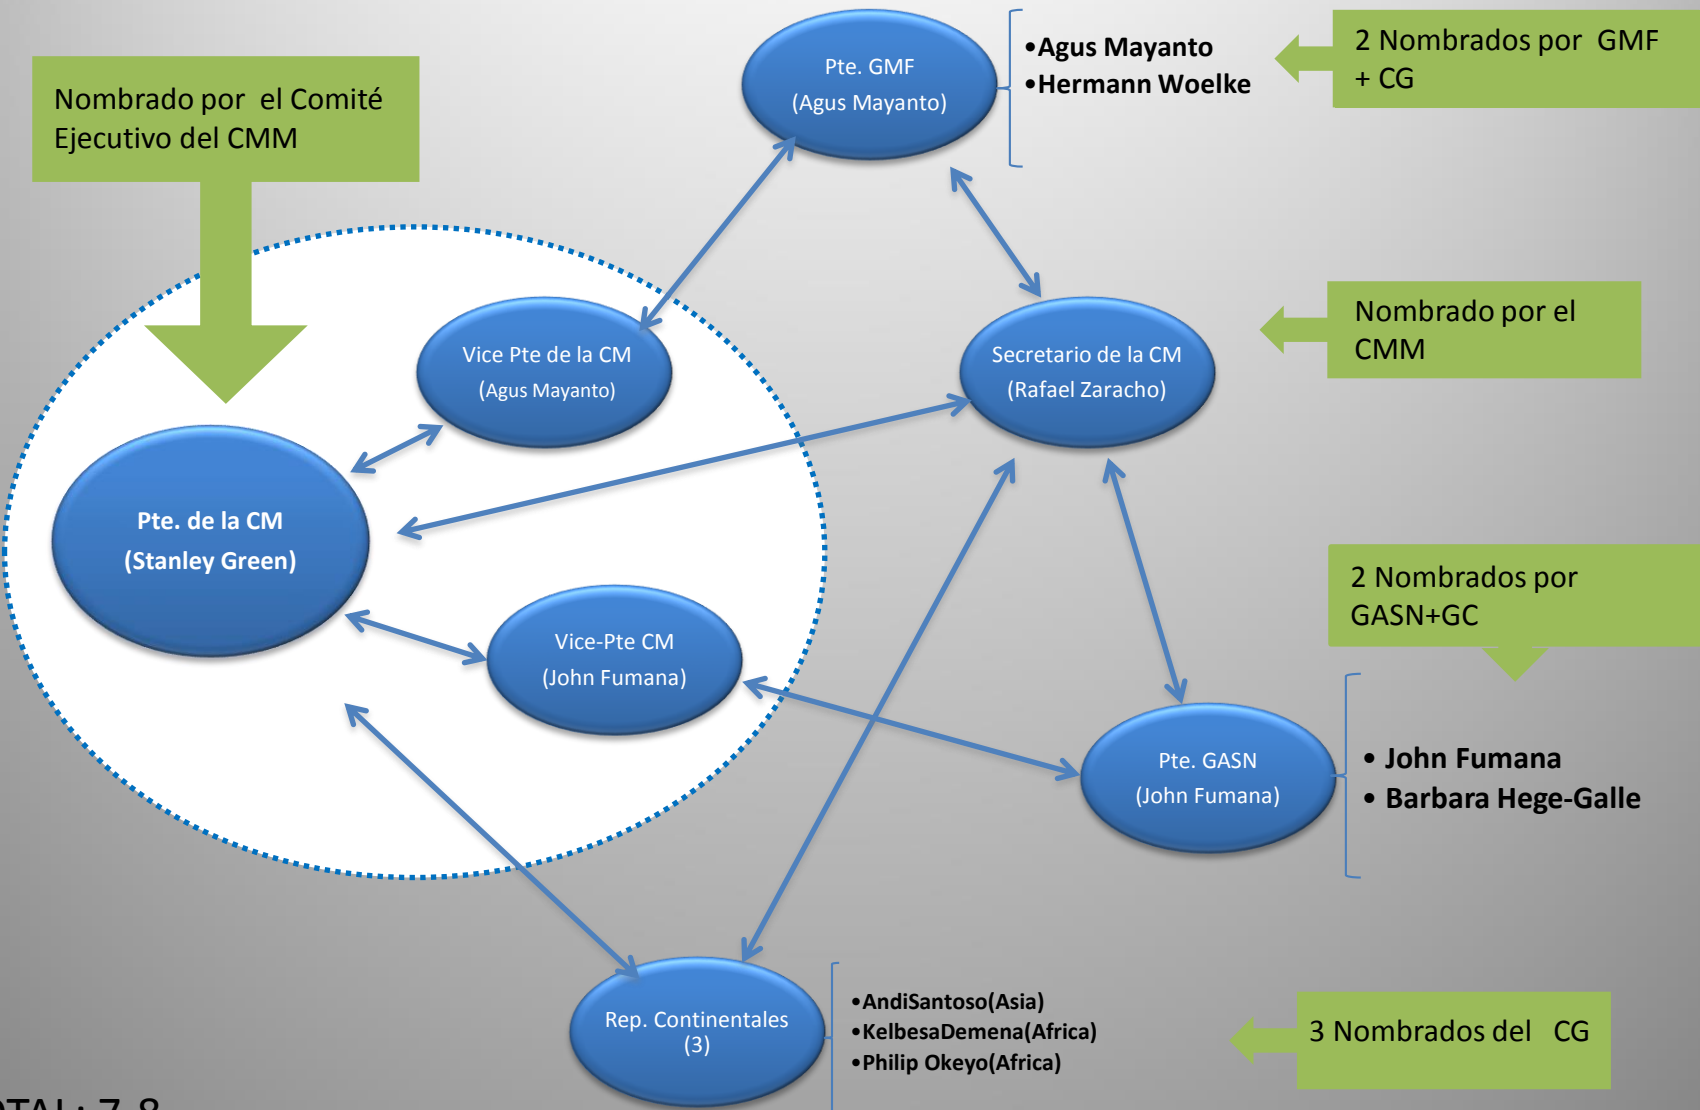 Pte. GMF
(Agus Mayanto)
•Agus Mayanto
•Hermann Woelke
2 Nombrados por GMF
+ CG
Nombrado por el Comité
Ejecutivo del CMM
Vice Pte de la CM
(Agus Mayanto)
Secretario de la CM
(Rafael Zaracho)
Nombrado por el
CMM
Pte. de la CM
(Stanley Green)
Vice-Pte CM
(John Fumana)
2 Nombrados por
GASN+GC
Pte. GASN
(John Fumana)
• John Fumana
• Barbara Hege-Galle
Rep. Continentales
(3)
•AndiSantoso(Asia)
•KelbesaDemena(Africa)
•Philip Okeyo(Africa)
3 Nombrados del CG
7-8